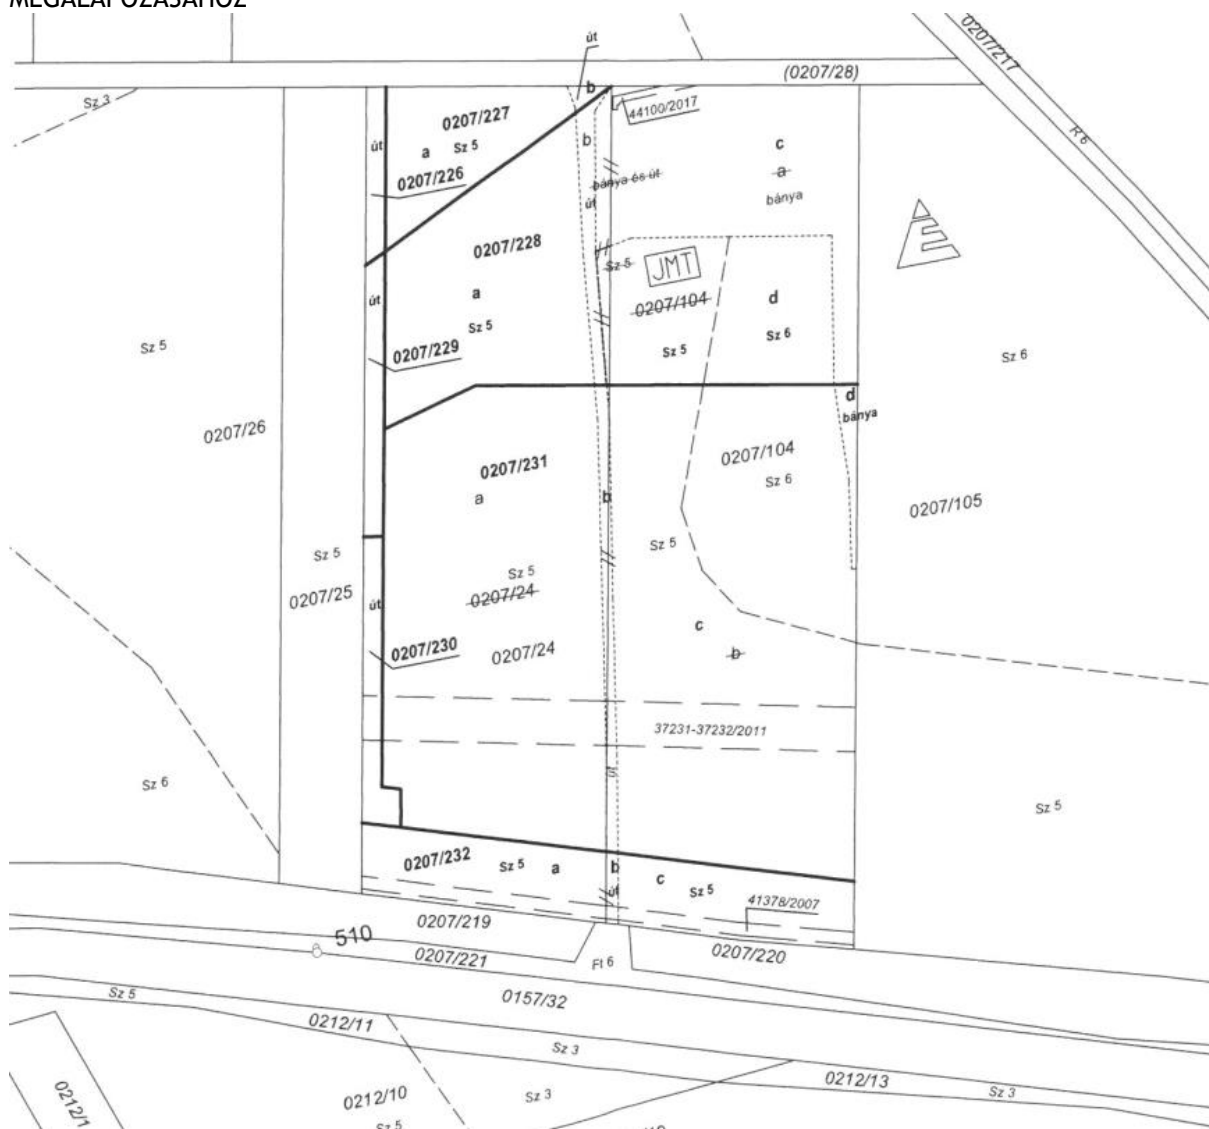 MEGALAPOZÁSÁHOZ
út
0207/217
(0207/28)
Sz 3
b
44100/2017
0207/227
R 6
út
a
Sz 5
b
c
a
0207/226
bánya és út
bánya
út
0207/228
Sz 5
JMT
a
út
0207/104
d
Sz 5
Sz 6
Sz 5
0207/229
Sz 5
Sz 6
d
bánya
0207/26
0207/104
0207/231
Sz 6
a
b
0207/105
Sz 5
Sz 5
Sz 5
0207/24
0207/25
út
c
0207/230
0207/24
b
37231-37232/2011
Sz 6
Sz 5
0207/232
Sz 5
a
b
c
Sz 5
út
41378/2007
0207/219
510
0207/221
Ft 6
0207/220
Sz 5
0157/32
0212/11
Sz 3
0212/13
Sz 3
0212/1
0212/10
Sz 3
Sz 5